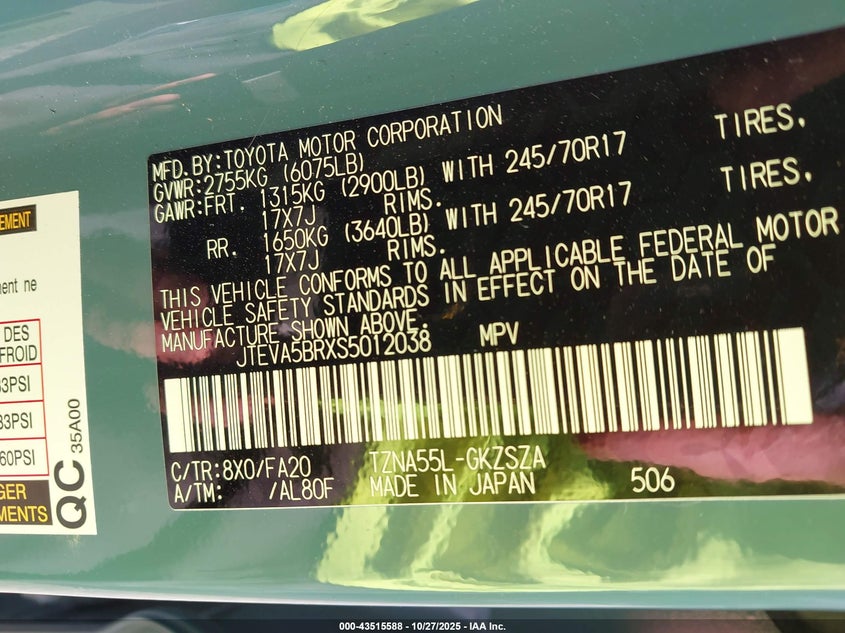 MFD.BY:TOYOTA MOTOR CORPORATION
GVWR:2755KG (6075LB)
GAWR:FRT. 1315KG (2900LB) WITH 245/70R17 TIRES.
17X7J RIMS.
RR. 1650KG (3640LB) WITH 245/70R17 TIRES.
17X7J RIMS.
THIS VEHICLE CONFORMS TO ALL APPLICABLE FEDERAL MOTOR
VEHICLE SAFETY STANDARDS IN EFFECT ON THE DATE OF
MANUFACTURE SHOWN ABOVE.
JTEVA5BRXS5012038 MPV
C/TR:8X0/FA20 TZNA55L-GKZSZA
A/TM: /AL80F MADE IN JAPAN 506
ne
DES
FROID
33PSI
33PSI
60PSI
QC 35A00
000-43515588 - 10/27/2025 - IAA Inc.